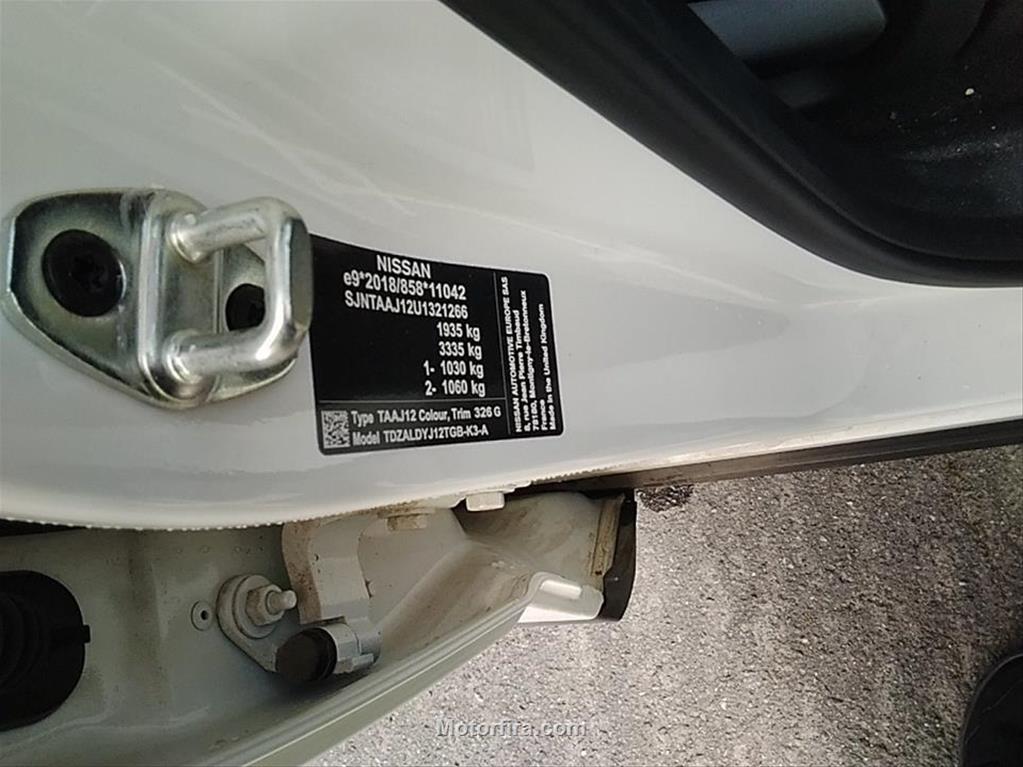 NISSAN
e9*2018/858*11042
SJNTAAJ12U1321266
1935 kg
3335 kg
1- 1030 kg
2- 1060 kg
Type TAAJ12 Colour,Trim 326 G
Model TDZALDYJ12TGB-K3-A
NISSAN AUTOMOTIVE EUROPE SAS
8, rue Jean Pierre Timbaud
78180, Montigny-le-Bretonneux
France
Made in the United Kingdom
Motorfira.com